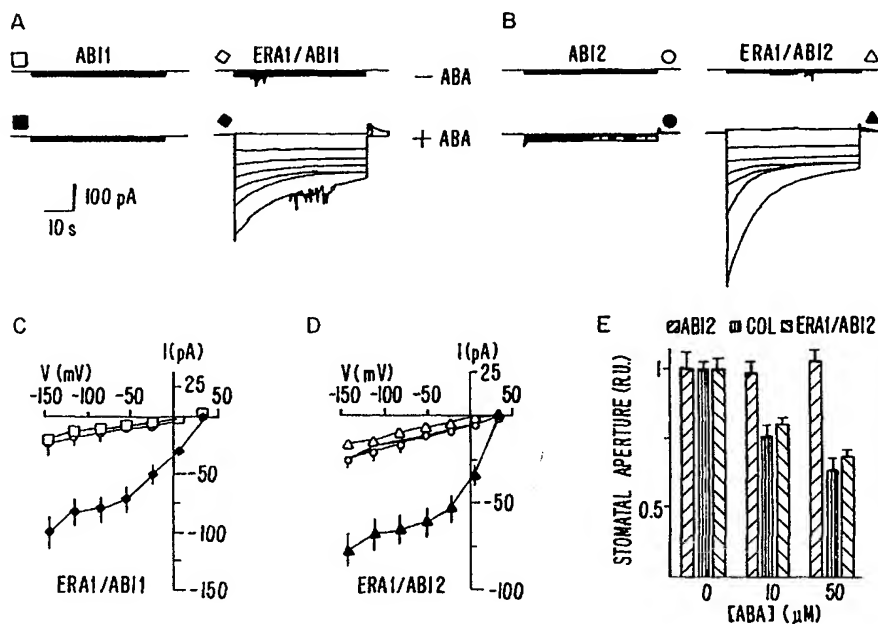 A
ABI1
ERA1/ABI1
− ABA
+ ABA
100 pA
10 s
B
ABI2
ERA1/ABI2
C
V (mV)
I(pA)
-150
-100
-50
50
25
-50
-100
-150
ERA1/ABI1
D
V(mV)
I(pA)
-150
-100
-50
50
25
-50
-100
ERA1/ABI2
E
ABI2 COL ERA1/ABI2
STOMATAL APERTURE (R.U.)
1
0.5
0 10 50
[ABA] (μM)